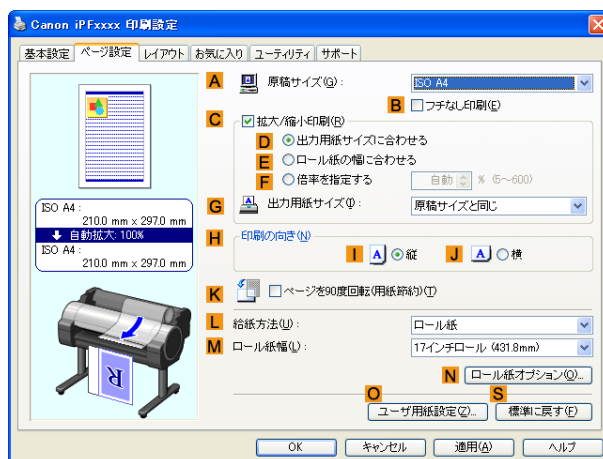 Canon iPFxxxx 印刷設定
基本設定 ページ設定 レイアウト お気に入り ユーティリティ サポート
A 原稿サイズ(G): ISO A4
B フチなし印刷(E)
C 拡大/縮小印刷(R)
D 出力用紙サイズに合わせる
E ロール紙の幅に合わせる
F 倍率を指定する 自動 % (5～600)
G 出力用紙サイズ(I): 原稿サイズと同じ
ISO A4 :
210.0 mm x 297.0 mm
自動拡大: 100%
ISO A4 :
210.0 mm x 297.0 mm
H 印刷の向き(N)
I A 縦 J A 横
K ページを90度回転(用紙節約)(T)
L 給紙方法(U): ロール紙
M ロール紙幅(L): 17インチロール (431.8mm)
R
N ロール紙オプション(O)...
O S
ユーザ用紙設定(Z)... 標準に戻す(F)
OK キャンセル 適用(A) ヘルプ